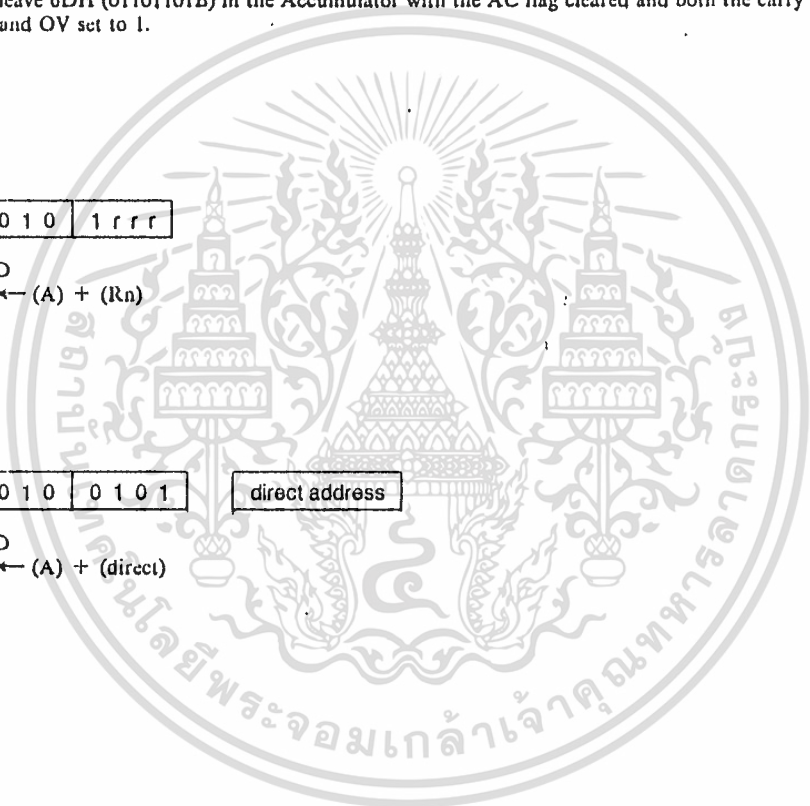 leave 6DH (01101101B) in the Accumulator with the AC flag cleared and both the carry
and OV set to 1.
0 1 0 1 r r r
← (A) + (Rn)
0 1 0 0 1 0 1 direct address
← (A) + (direct)
สถาบันเทคโนโลยีพระจอมเกล้าเจ้าคุณทหารลาดกระบัง